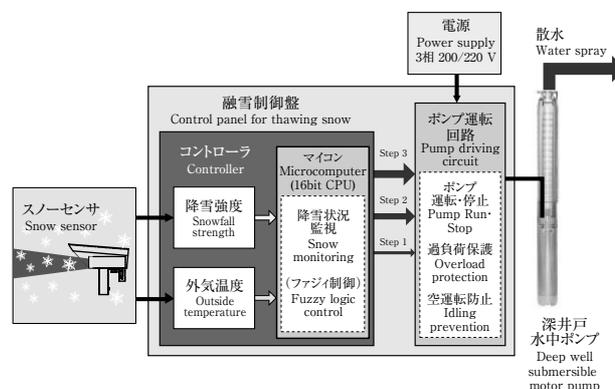 電源
Power supply
3相 200/220 V
散水
Water spray
融雪制御盤
Control panel for thawing snow
コントローラ
Controller
スノーセンサ
Snow sensor
降雪強度
Snowfall
strength
外気温度
Outside
temperature
マイコン
Microcomputer
(16bit CPU)
降雪状況
監視
Snow
monitoring
(ファジィ制御)
Fuzzy logic
control
Step 3
Step 2
Step 1
ポンプ運転
回路
Pump driving
circuit
ポンプ
運転・停止
Pump Run・
Stop
過負荷保護
Overload
protection
空運転防止
Idling
prevention
深井戸
水中ポンプ
Deep well
submersible
motor pump